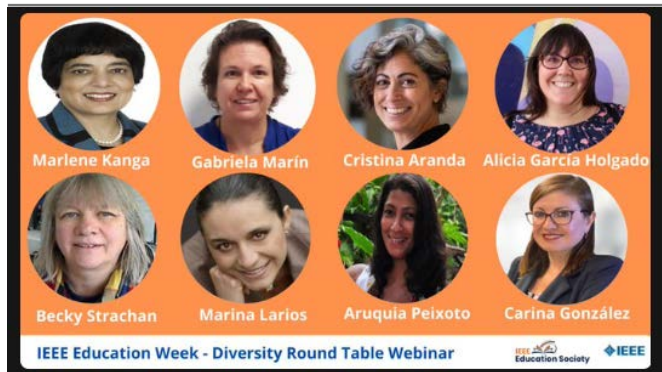 Marlene Kanga
Gabriela Marín
Cristina Aranda
Alicia García Holgado
Becky Strachan
Marina Larios
Aruquia Peixoto
Carina González
IEEE Education Week - Diversity Round Table Webinar
IEEE
Education Society
IEEE